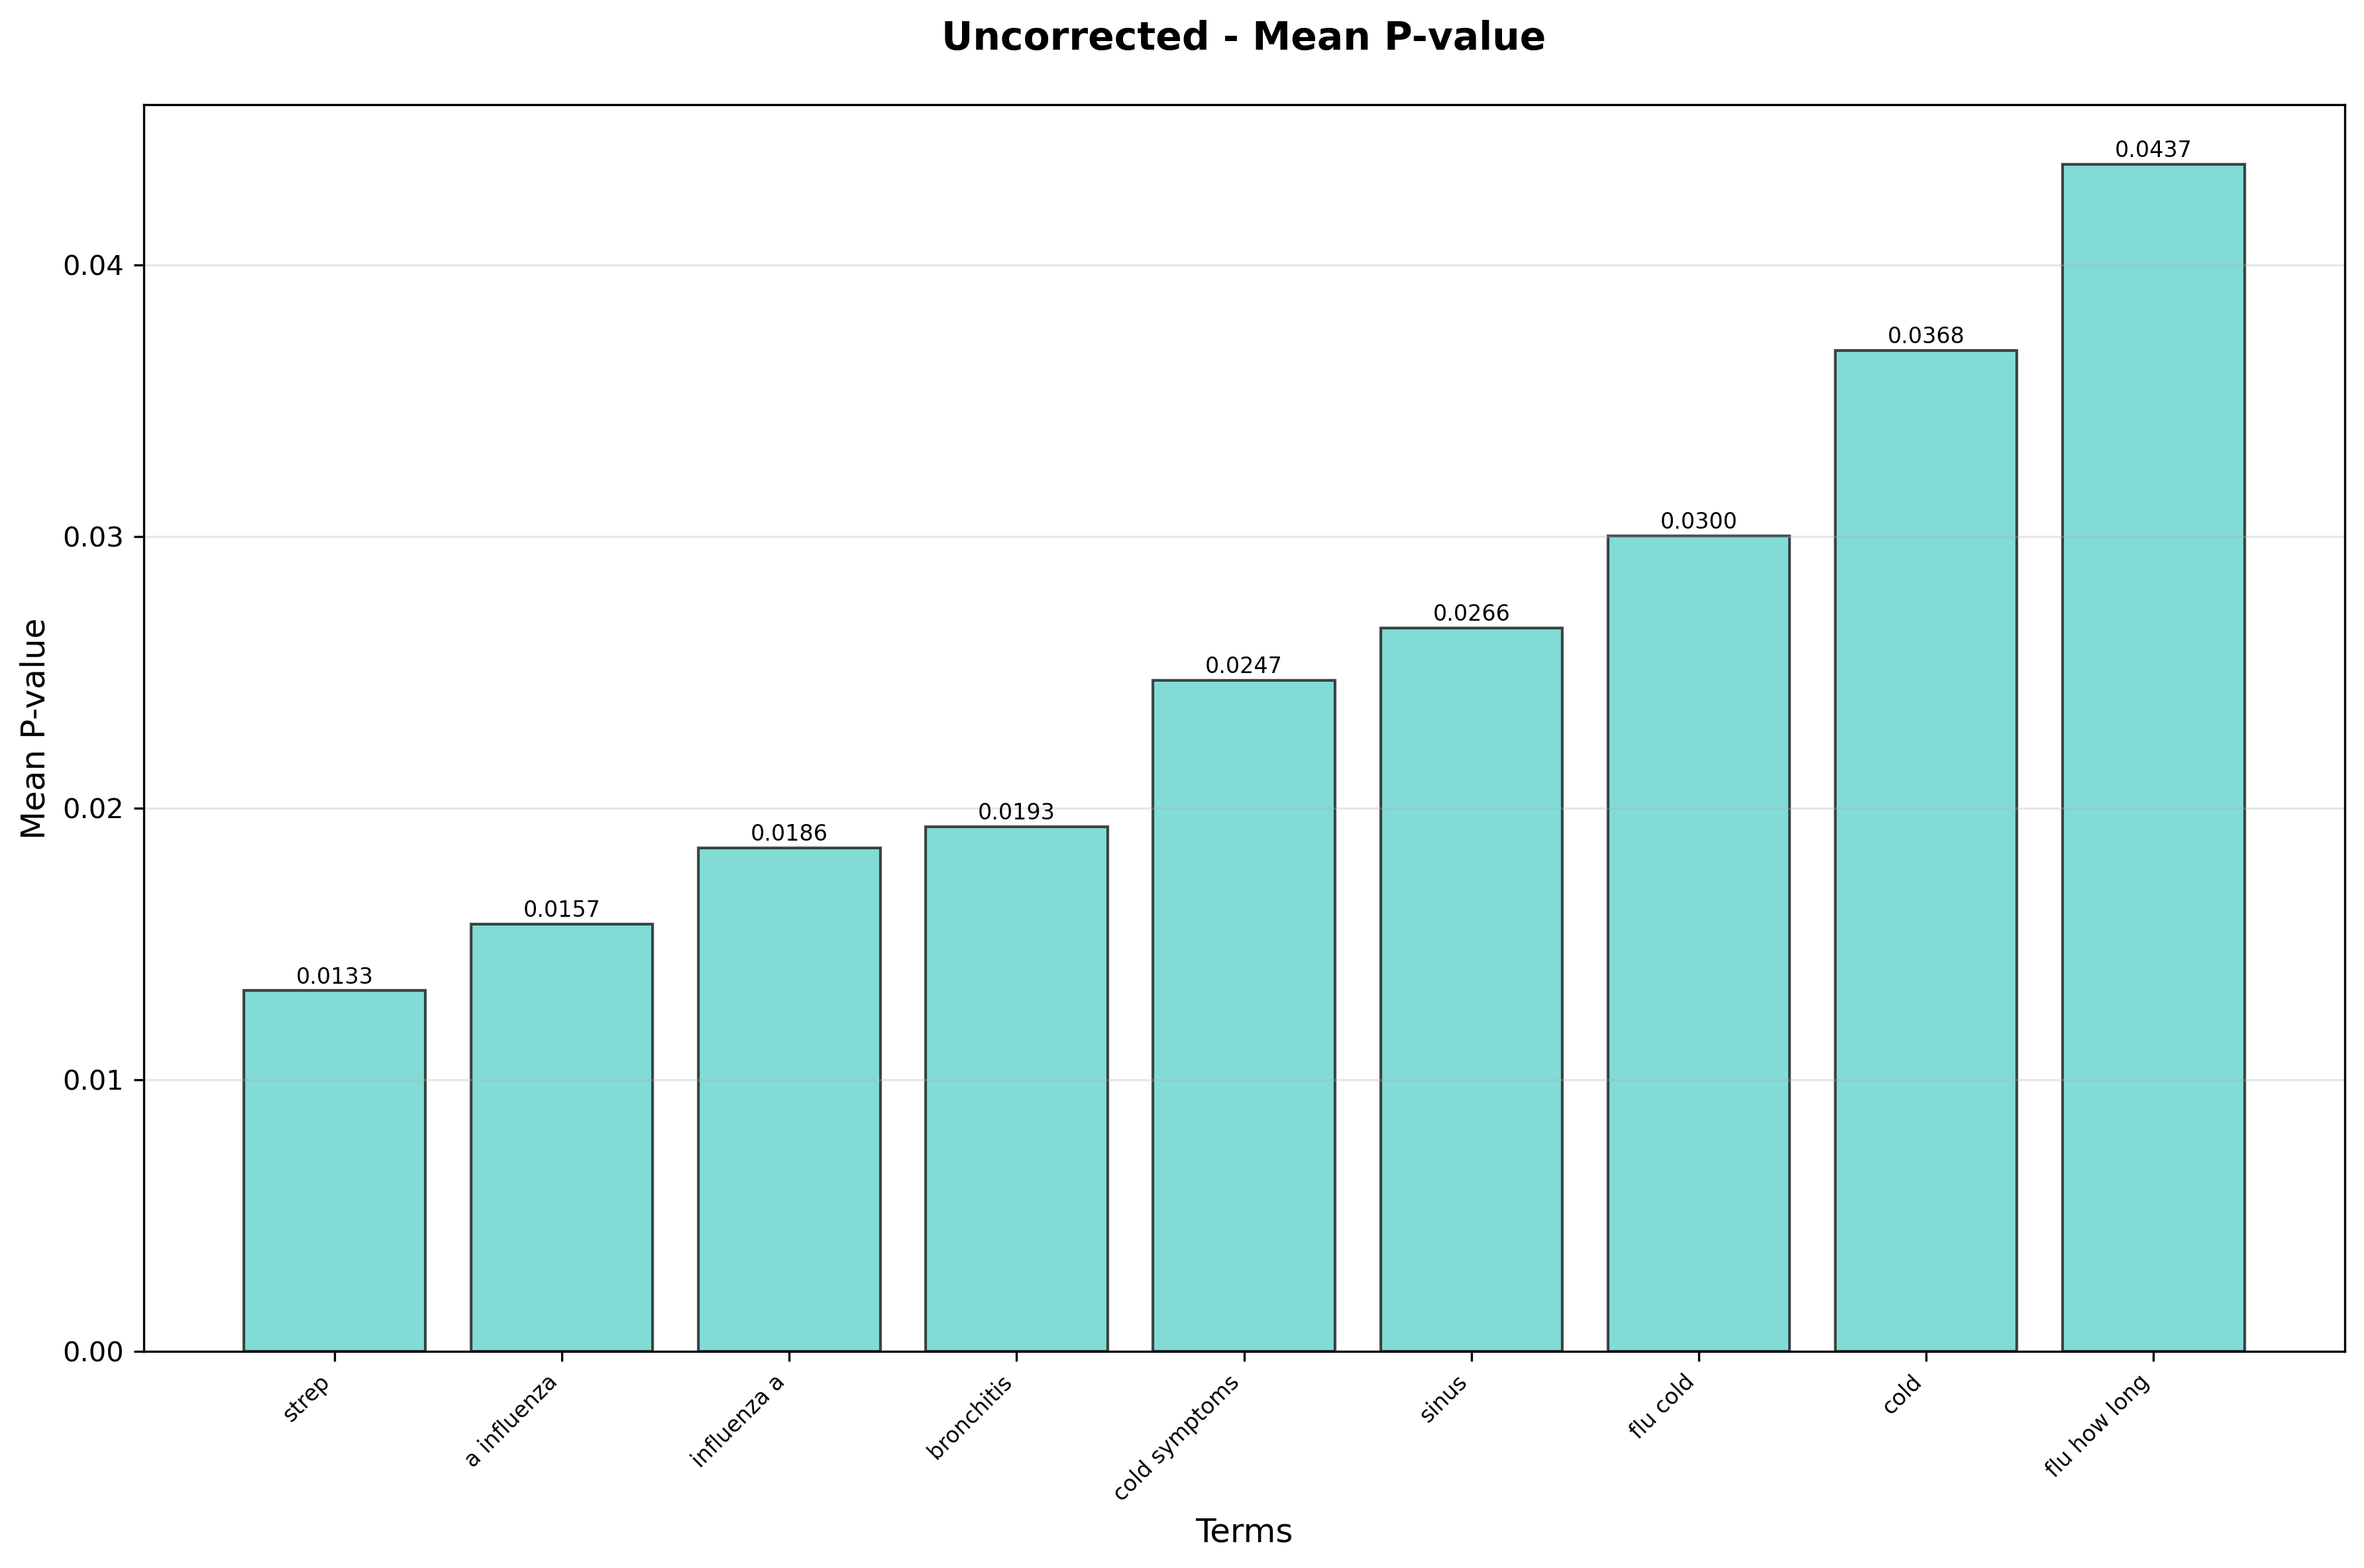 Uncorrected - Mean P-value
Mean P-value
0.04
0.03
0.02
0.01
0.00
0.0133
0.0157
0.0186
0.0193
0.0247
0.0266
0.0300
0.0368
0.0437
strep
a influenza
influenza a
bronchitis
cold symptoms
sinus
flu cold
cold
flu how long
Terms